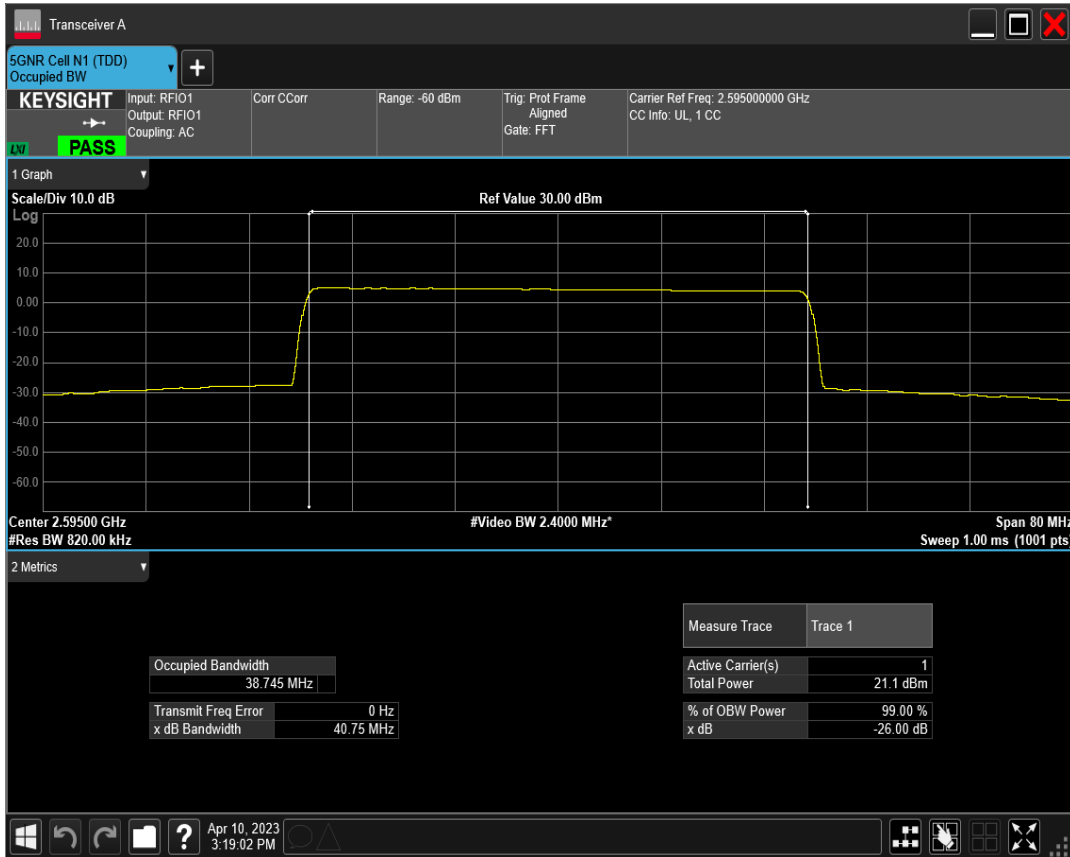 Transceiver A
5GNR Cell N1 (TDD)
Occupied BW
+
KEYSIGHT
LXI
PASS
Input: RFIO1
Output: RFIO1
Coupling: AC
Corr CCorr
Range: -60 dBm
Trig: Prot Frame
Aligned
Gate: FFT
Carrier Ref Freq: 2.595000000 GHz
CC Info: UL, 1 CC
1 Graph
Scale/Div 10.0 dB
Ref Value 30.00 dBm
Log
20.0
10.0
0.00
-10.0
-20.0
-30.0
-40.0
-50.0
-60.0
Center 2.59500 GHz
#Video BW 2.4000 MHz*
Span 80 MHz
#Res BW 820.00 kHz
Sweep 1.00 ms (1001 pts)
2 Metrics
Measure Trace Trace 1
Occupied Bandwidth
38.745 MHz
Active Carrier(s) 1
Total Power 21.1 dBm
Transmit Freq Error 0 Hz
x dB Bandwidth 40.75 MHz
% of OBW Power 99.00 %
x dB -26.00 dB
?
Apr 10, 2023
3:19:02 PM